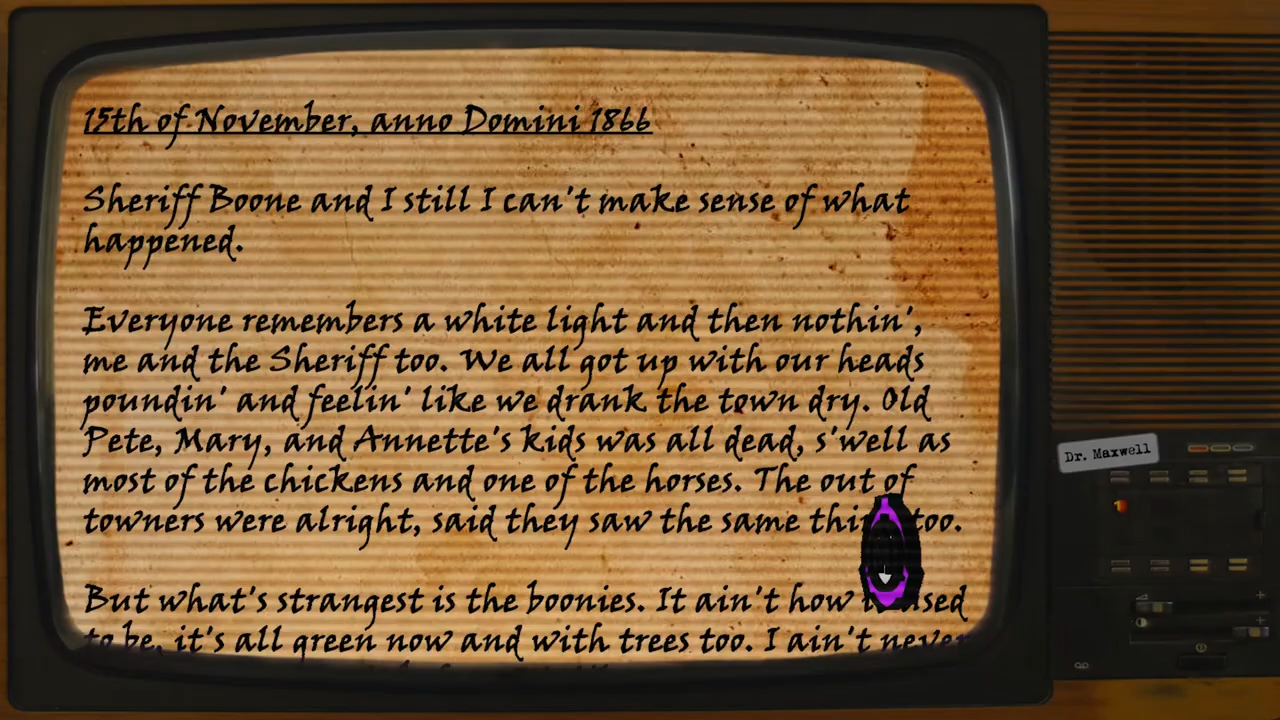 15th of November, anno Domini 1866
Sheriff Boone and I still I can't make sense of what
happened.
Everyone remembers a white light and then nothin',
me and the Sheriff too. We all got up with our heads
poundin' and feelin' like we drank the town dry. Old
Pete, Mary, and Annette's kids was all dead, s'well as
most of the chickens and one of the horses. The out of
towners were alright, said they saw the same too.
But what's strangest is the boonies. It ain't how
to be, it's all green now and with trees too. I ain't never
Dr. Maxwell